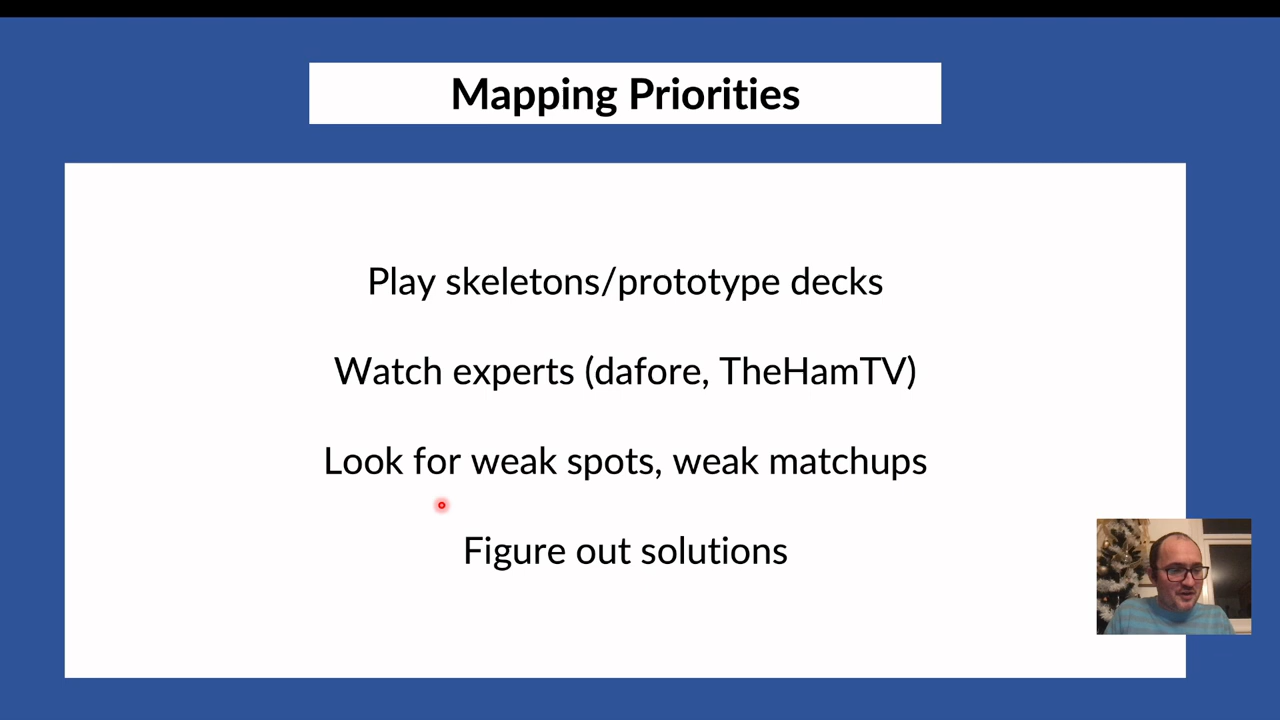 Mapping Priorities
Play skeletons/prototype decks
Watch experts (dafore, TheHamTV)
Look for weak spots, weak matchups
Figure out solutions